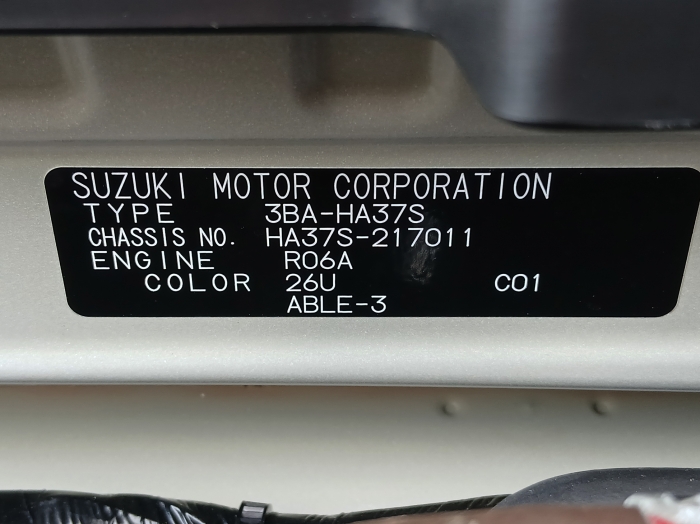 SUZUKI MOTOR CORPORATION
TYPE 3BA-HA37S
CHASSIS NO. HA37S-217011
ENGINE R06A
COLOR 26U C01
ABLE-3